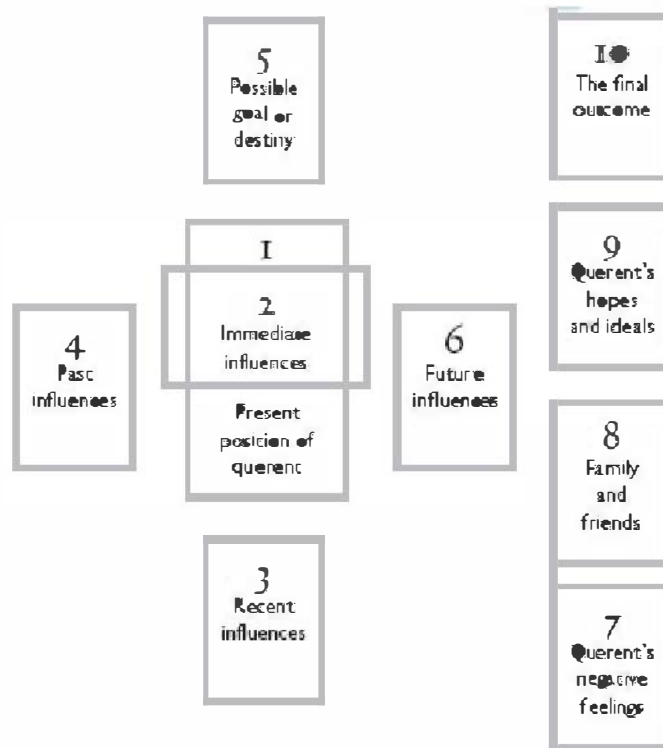 5
Possible
goal or
destiny
10
The final
outcome
1
2
Immediate
influences
Present
position of
querent
4
Past
influences
6
Future
influences
9
Querent's
hopes
and ideals
8
Family
and
friends
3
Recent
influences
7
Querent's
negative
feelings